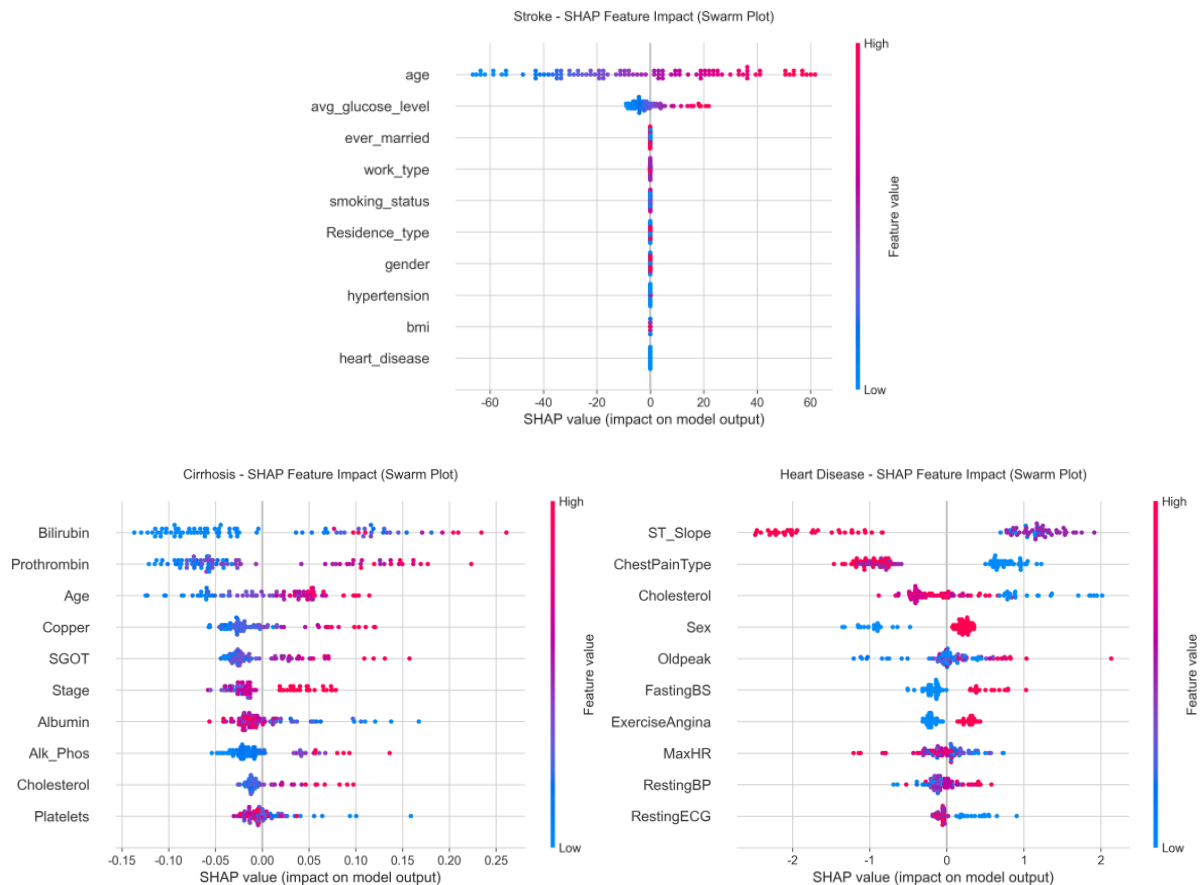 Stroke - SHAP Feature Impact (Swarm Plot)
High
age
avg_glucose_level
ever_married
work_type
smoking_status
Residence_type
gender
hypertension
bmi
heart_disease
Feature value
Low
-60 -40 -20 0 20 40 60
SHAP value (impact on model output)
Cirrhosis - SHAP Feature Impact (Swarm Plot)
High
Bilirubin
Prothrombin
Age
Copper
SGOT
Stage
Albumin
Alk_Phos
Cholesterol
Platelets
Feature value
Low
-0.15 -0.10 -0.05 0.00 0.05 0.10 0.15 0.20 0.25
SHAP value (impact on model output)
Heart Disease - SHAP Feature Impact (Swarm Plot)
High
ST_Slope
ChestPainType
Cholesterol
Sex
Oldpeak
FastingBS
ExerciseAngina
MaxHR
RestingBP
RestingECG
Feature value
Low
-2 -1 0 1 2
SHAP value (impact on model output)